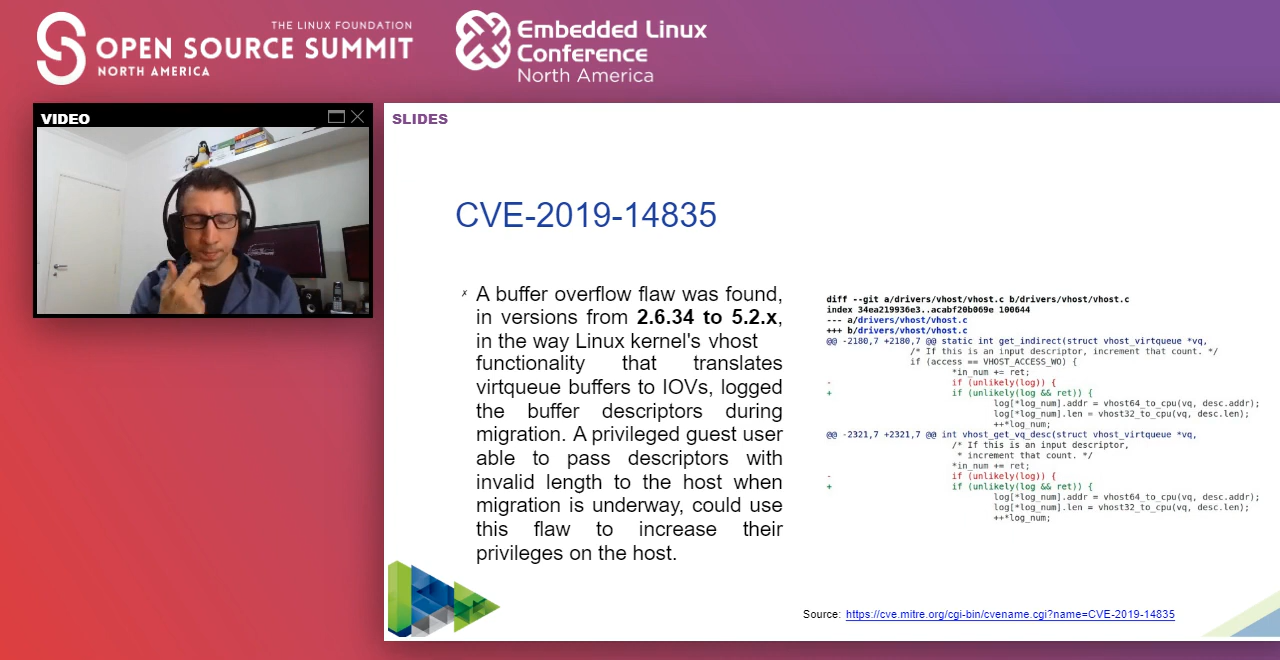 THE LINUX FOUNDATION
OPEN SOURCE SUMMIT
NORTH AMERICA
Embedded Linux
Conference
North America
VIDEO
SLIDES
CVE-2019-14835
✗ A buffer overflow flaw was found,
in versions from 2.6.34 to 5.2.x,
in the way Linux kernel's vhost
functionality that translates
virtqueue buffers to IOVs, logged
the buffer descriptors during
migration. A privileged guest user
able to pass descriptors with
invalid length to the host when
migration is underway, could use
this flaw to increase their
privileges on the host.
diff --git a/drivers/vhost/vhost.c b/drivers/vhost/vhost.c
index 34ea219936e3..acabf20b069e 100644
--- a/drivers/vhost/vhost.c
+++ b/drivers/vhost/vhost.c
@@ -2180,7 +2180,7 @@ static int get_indirect(struct vhost_virtqueue *vq,
/* If this is an input descriptor, increment that count. */
if (access == VHOST_ACCESS_WO) {
*in_num += ret;
- if (unlikely(log)) {
+ if (unlikely(log && ret)) {
log[*log_num].addr = vhost64_to_cpu(vq, desc.addr);
log[*log_num].len = vhost32_to_cpu(vq, desc.len);
++*log_num;
@@ -2321,7 +2321,7 @@ int vhost_get_vq_desc(struct vhost_virtqueue *vq,
/* If this is an input descriptor,
* increment that count. */
*in_num += ret;
- if (unlikely(log)) {
+ if (unlikely(log && ret)) {
log[*log_num].addr = vhost64_to_cpu(vq, desc.addr);
log[*log_num].len = vhost32_to_cpu(vq, desc.len);
++*log_num;
Source: https://cve.mitre.org/cgi-bin/cvename.cgi?name=CVE-2019-14835